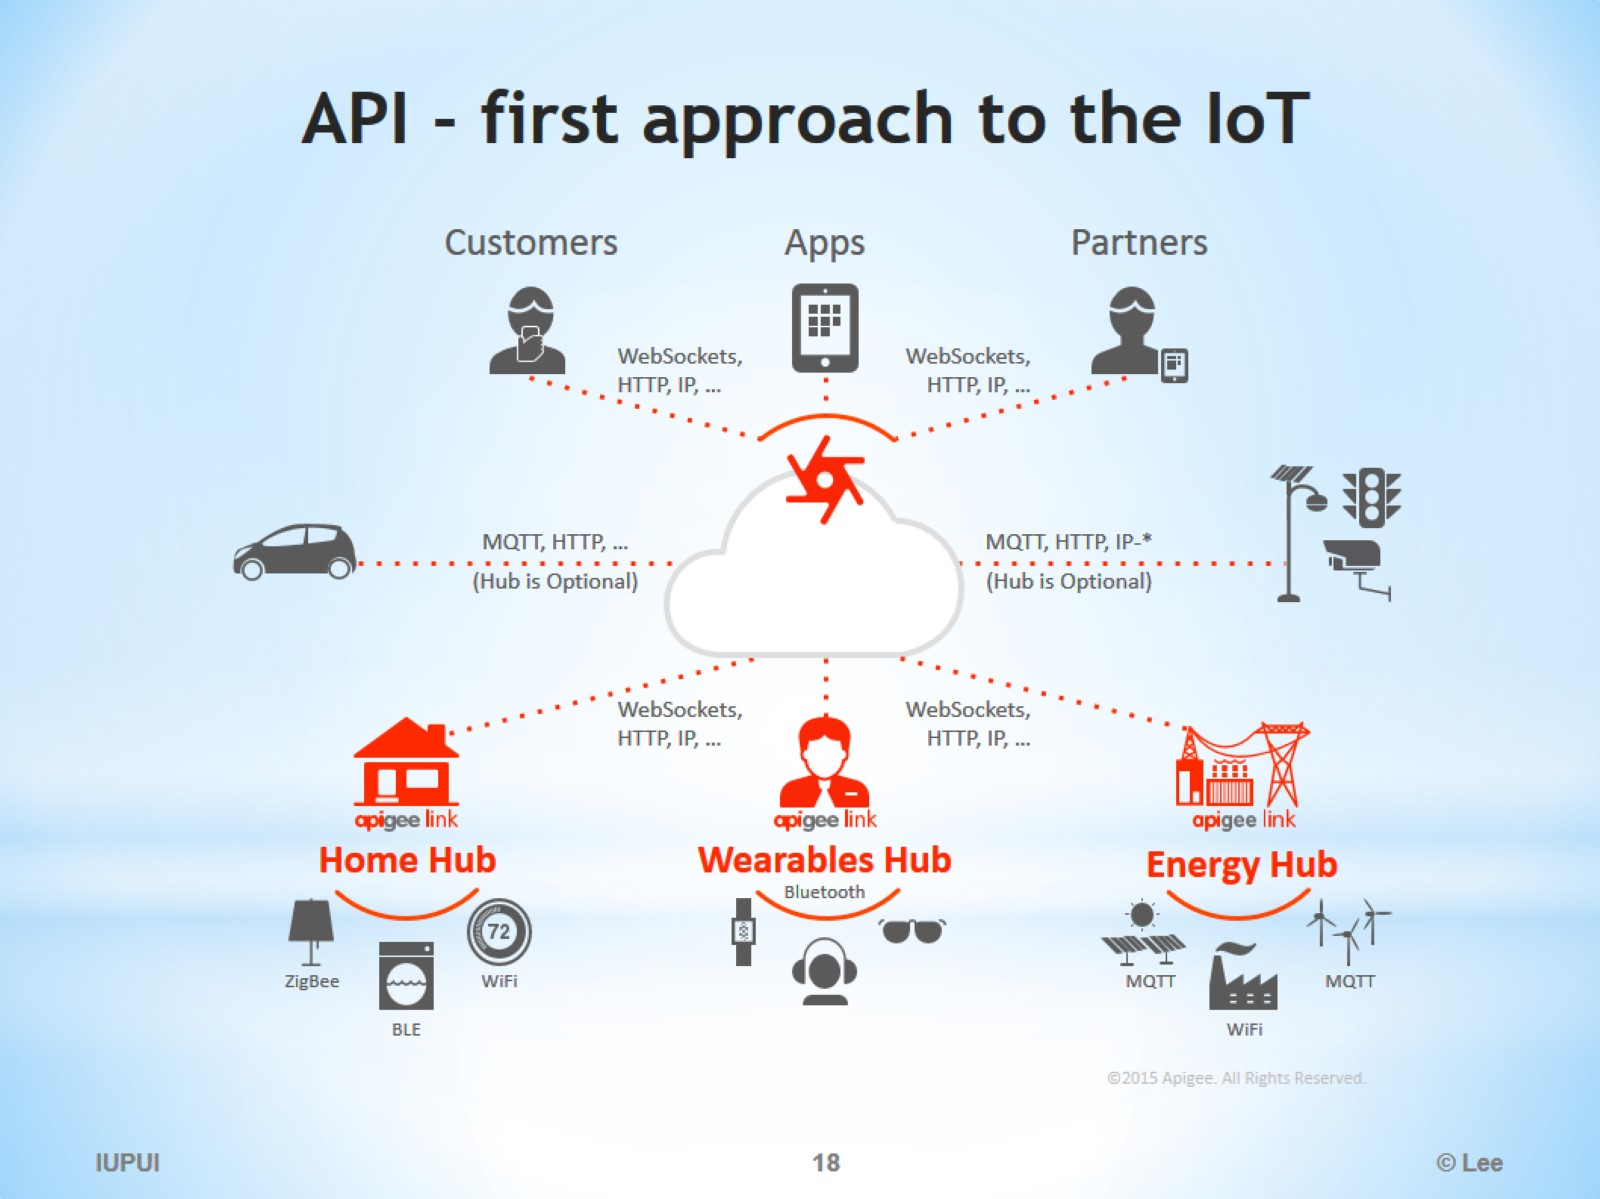 API - first approach to the IoT
Customers
Apps
Partners
WebSockets,
HTTP, IP, ...
WebSockets,
HTTP, IP, ...
MQTT, HTTP, ...
(Hub is Optional)
MQTT, HTTP, IP-*
(Hub is Optional)
WebSockets,
HTTP, IP, ...
WebSockets,
HTTP, IP, ...
apigee link
Home Hub
apigee link
Wearables Hub
Bluetooth
apigee link
Energy Hub
72
ZigBee
WiFi
BLE
MQTT
MQTT
WiFi
©2015 Apigee. All Rights Reserved.
IUPUI
18
© Lee